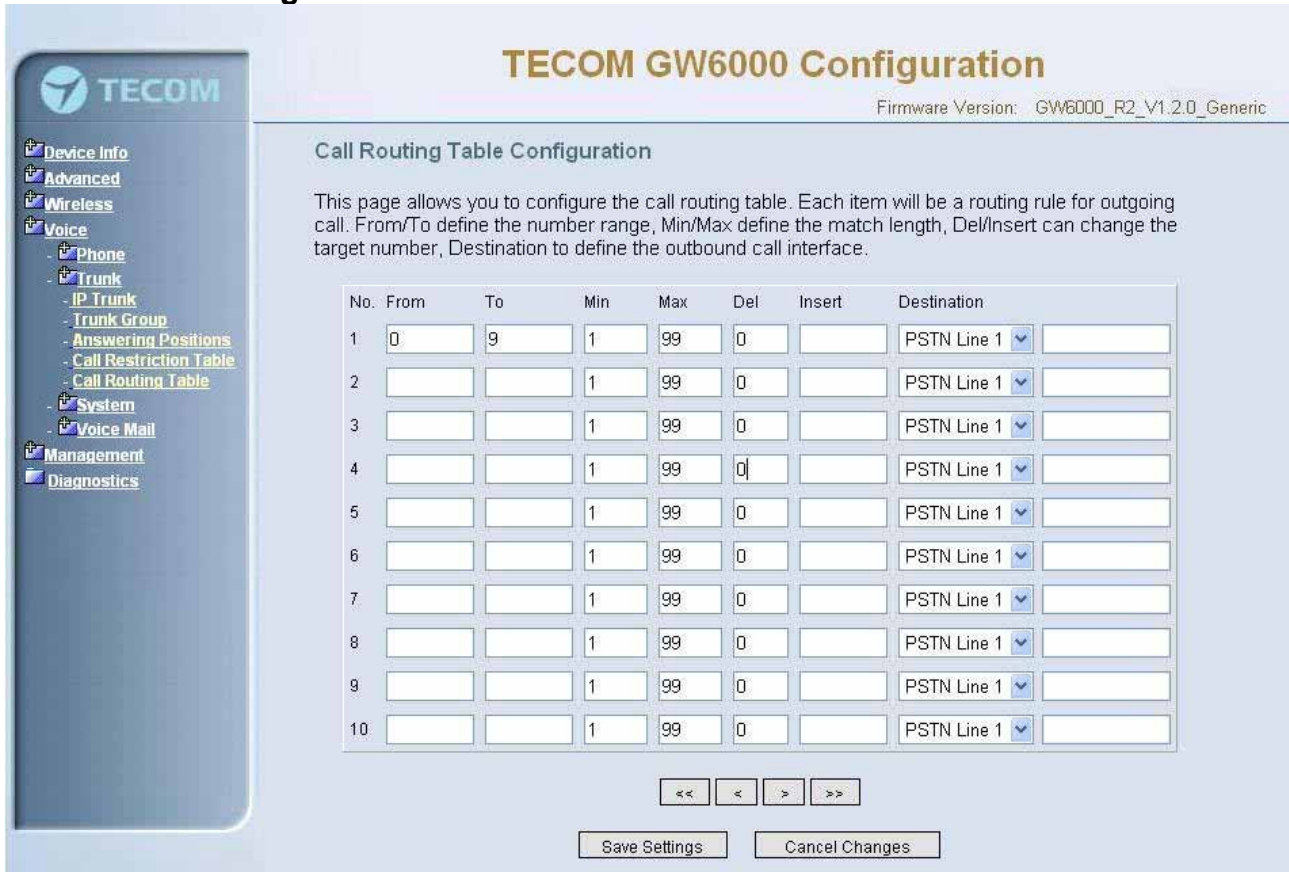 TECOM
TECOM GW6000 Configuration
Firmware Version: GW6000_R2_V1.2.0_Generic
Device Info
Advanced
Wireless
Voice
- Phone
- Trunk
- IP Trunk
- Trunk Group
- Answering Positions
- Call Restriction Table
- Call Routing Table
- System
- Voice Mail
Management
Diagnostics
Call Routing Table Configuration
This page allows you to configure the call routing table. Each item will be a routing rule for outgoing
call. From/To define the number range, Min/Max define the match length, Del/Insert can change the
target number, Destination to define the outbound call interface.
No. From To Min Max Del Insert Destination
1 0 9 1 99 0 PSTN Line 1
2 1 99 0 PSTN Line 1
3 1 99 0 PSTN Line 1
4 1 99 0 PSTN Line 1
5 1 99 0 PSTN Line 1
6 1 99 0 PSTN Line 1
7 1 99 0 PSTN Line 1
8 1 99 0 PSTN Line 1
9 1 99 0 PSTN Line 1
10 1 99 0 PSTN Line 1
<< < > >>
Save Settings Cancel Changes